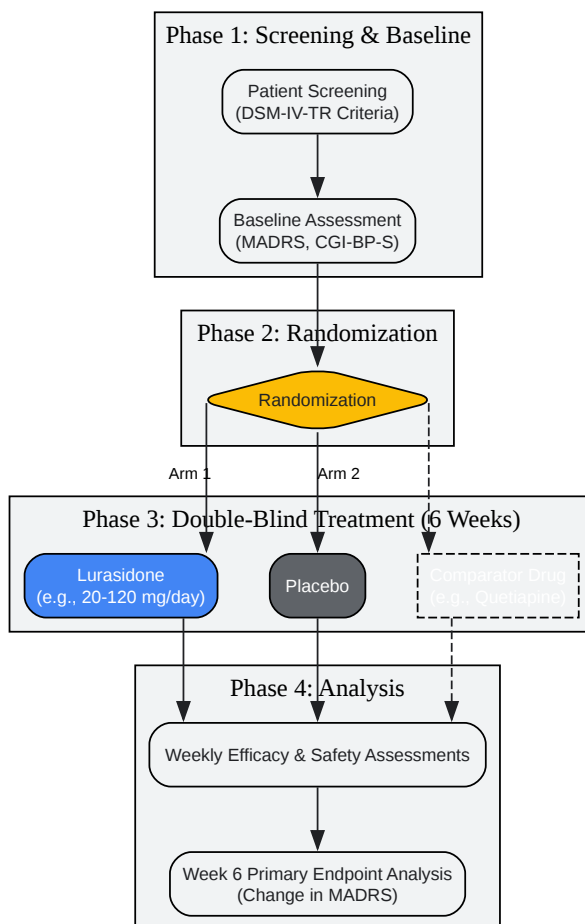 Phase 1: Screening & Baseline
Patient Screening
(DSM-IV-TR Criteria)
Baseline Assessment
(MADRS, CGI-BP-S)
Phase 2: Randomization
Randomization
Arm 1
Arm 2
Phase 3: Double-Blind Treatment (6 Weeks)
Lurasidone
(e.g., 20-120 mg/day)
Placebo
Comparator Drug
(e.g., Quetiapine)
Phase 4: Analysis
Weekly Efficacy & Safety Assessments
Week 6 Primary Endpoint Analysis
(Change in MADRS)